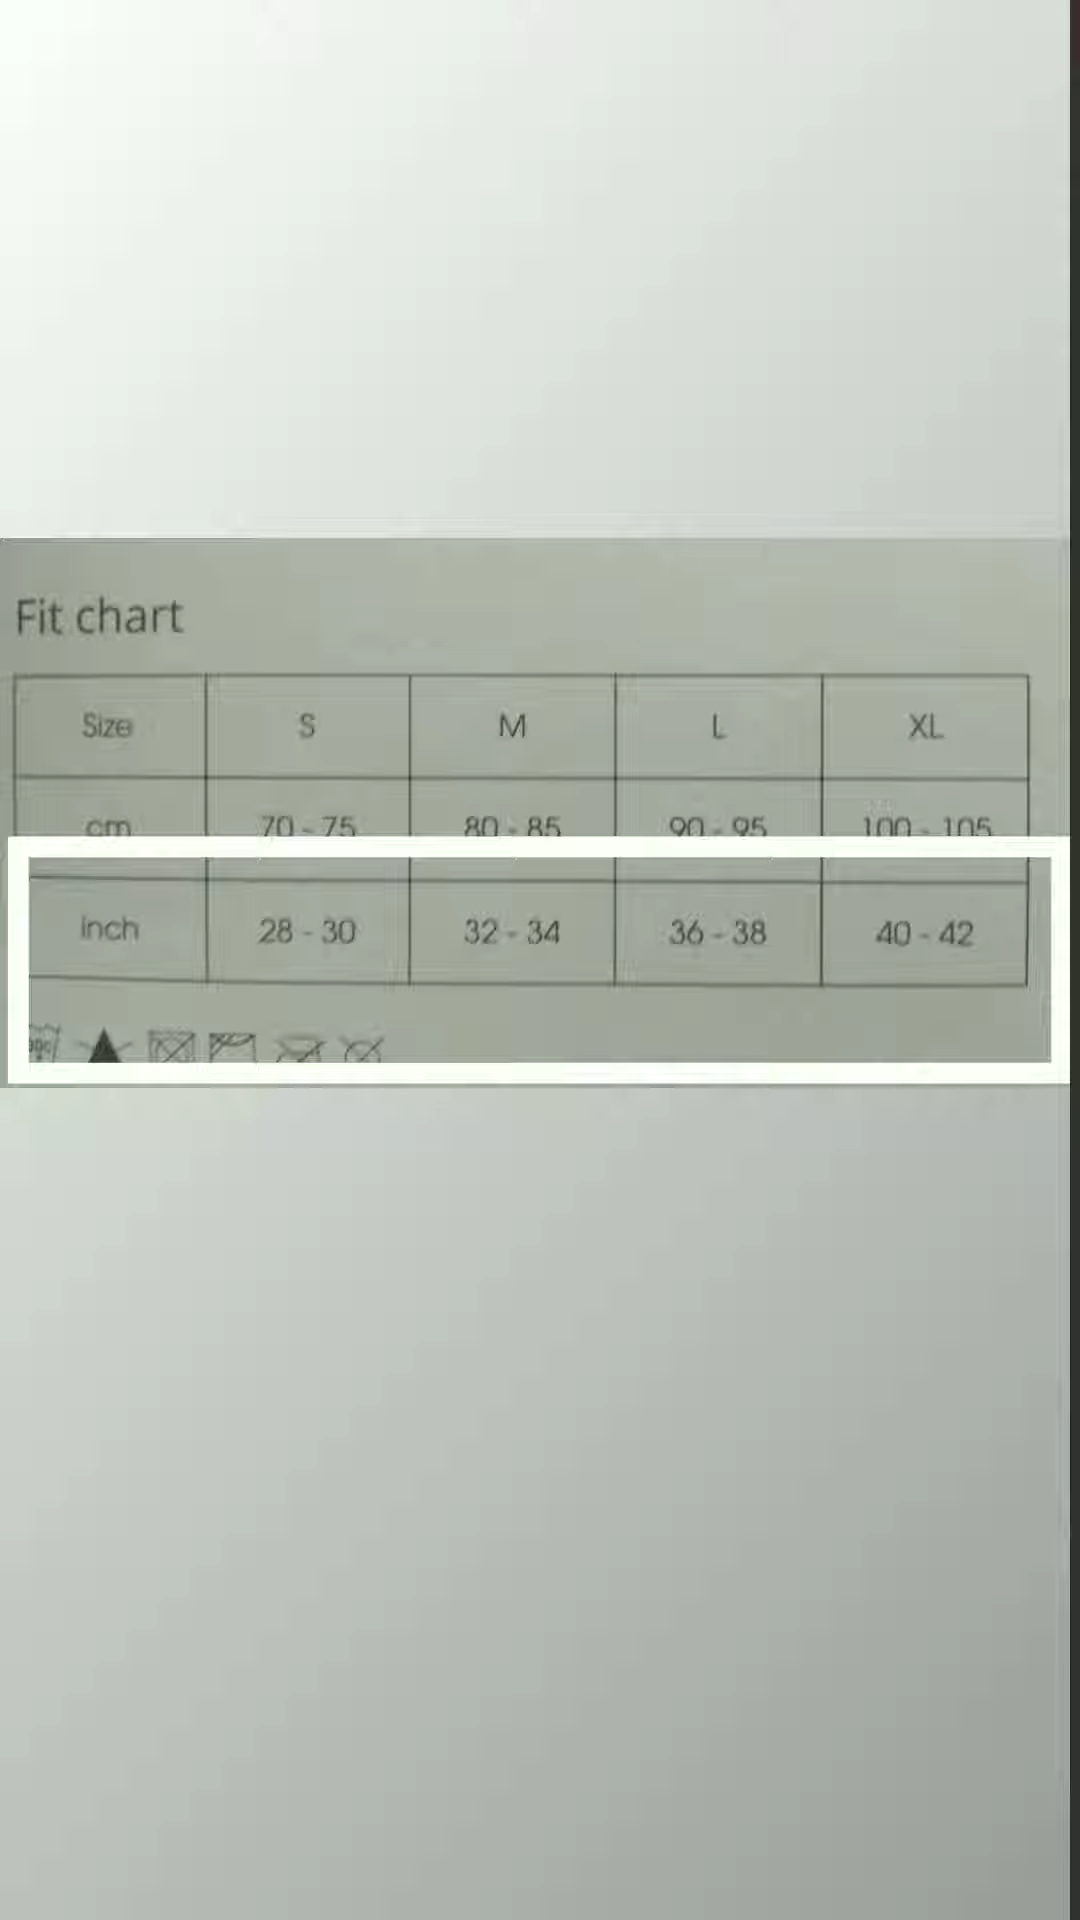 Fit chart
Size S M L XL
cm 70 - 75 80 - 85 90 - 95 100 - 105
inch 28 - 30 32 - 34 36 - 38 40 - 42